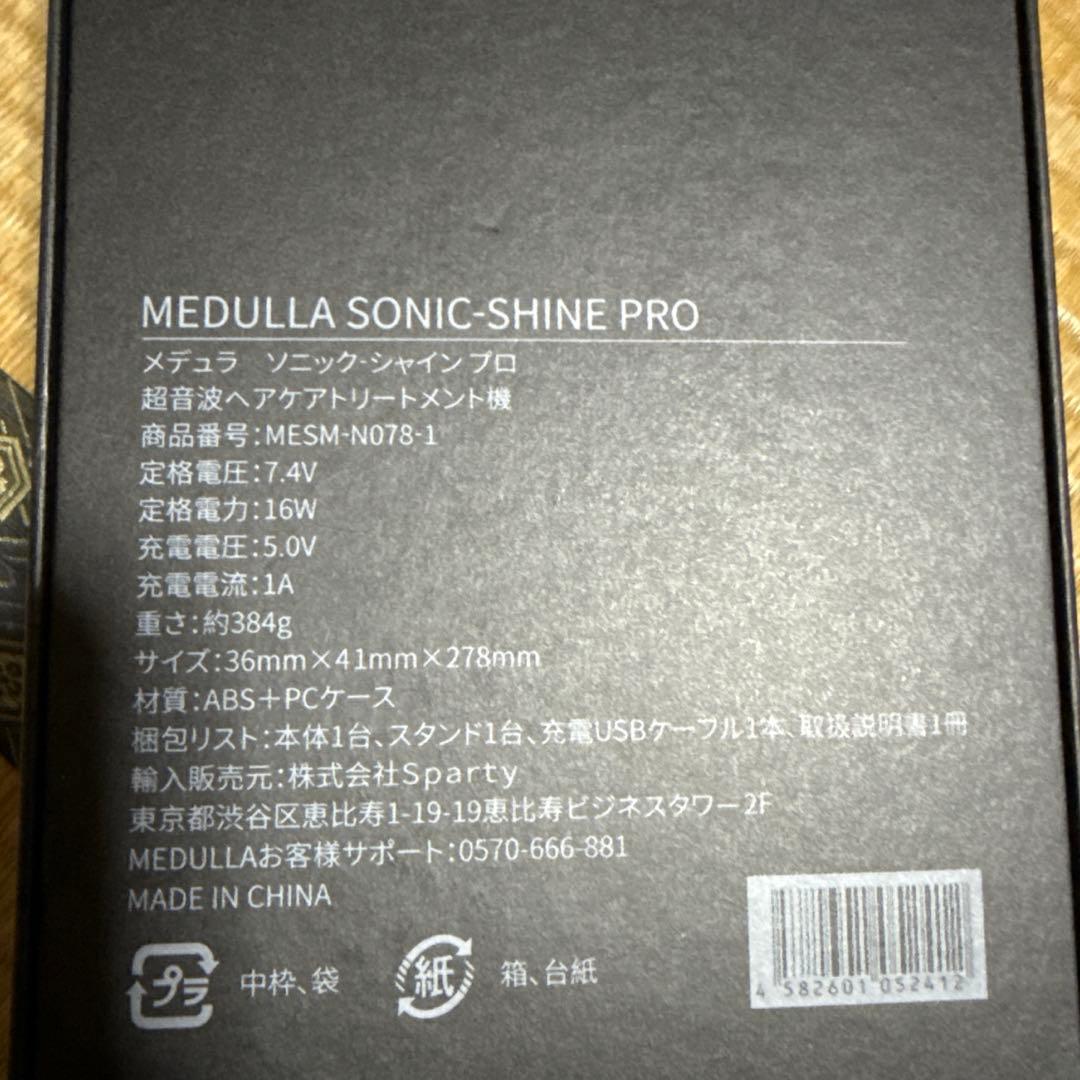 MEDULLA SONIC-SHINE PRO
メデュラ　ソニック-シャイン プロ
超音波ヘアケアトリートメント機
商品番号:MESM-N078-1
定格電圧:7.4V
定格電力:16W
充電電圧:5.0V
充電電流:1A
重さ:約384g
サイズ:36mm×41mm×278mm
材質:ABS+PCケース
梱包リスト:本体1台、スタンド1台、充電USBケーブル1本、取扱説明書1冊
輸入販売元:株式会社Sparty
東京都渋谷区恵比寿1-19-19恵比寿ビジネスタワー2F
MEDULLAお客様サポート:0570-666-881
MADE IN CHINA
プラ 中枠、袋 紙 箱、台紙
4 582601 052412